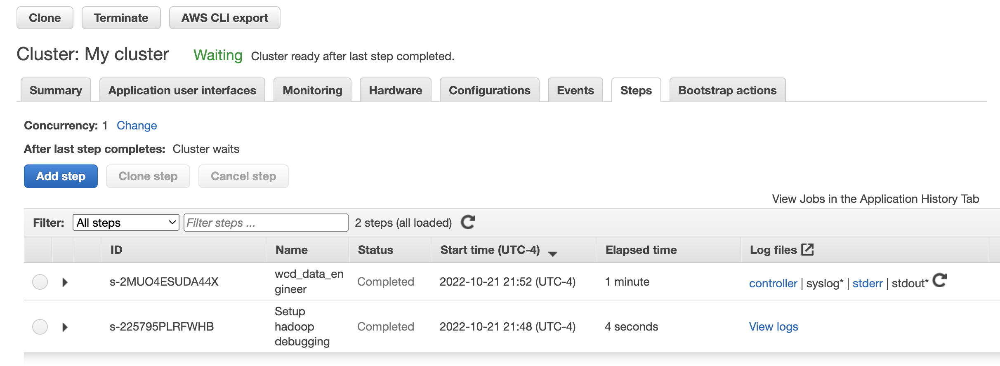 Clone Terminate AWS CLI export
Cluster: My cluster Waiting Cluster ready after last step completed.
Summary Application user interfaces Monitoring Hardware Configurations Events Steps Bootstrap actions
Concurrency: 1 Change
After last step completes: Cluster waits
Add step Clone step Cancel step
View Jobs in the Application History Tab
Filter: All steps Filter steps ... 2 steps (all loaded)
ID Name Status Start time (UTC-4) Elapsed time Log files
s-2MUO4ESUDA44X wcd_data_en
gineer Completed 2022-10-21 21:52 (UTC-4) 1 minute controller | syslog* | stderr | stdout*
s-225795PLRFWHB Setup
hadoop
debugging Completed 2022-10-21 21:48 (UTC-4) 4 seconds View logs